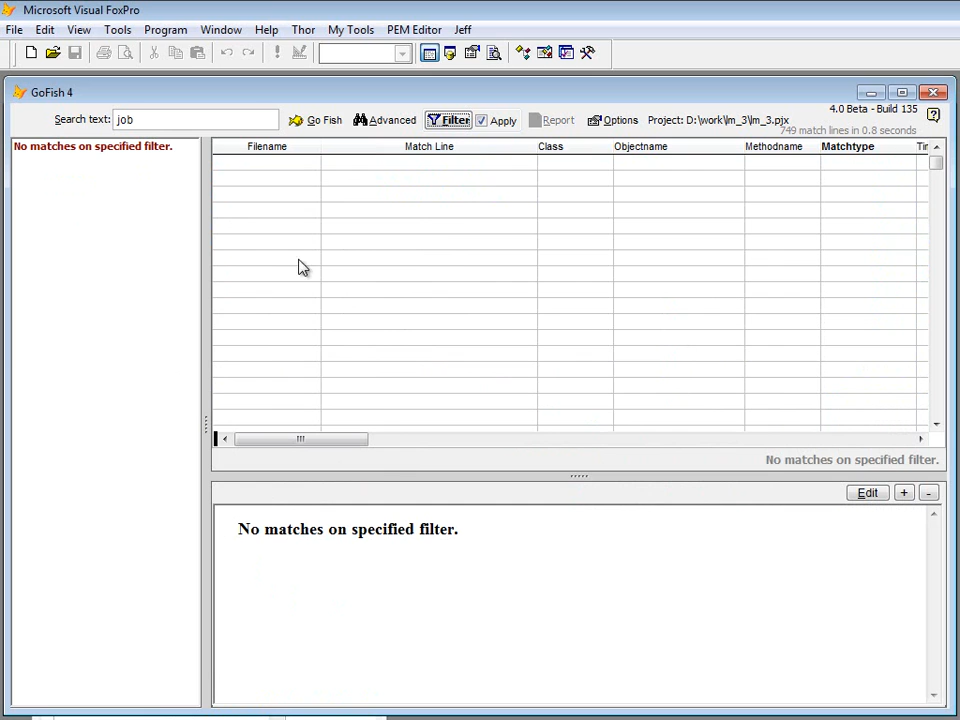 Microsoft Visual FoxPro
File Edit View Tools Program Window Help Thor My Tools PEM Editor Jeff
GoFish 4
Search text: job Go Fish Advanced Filter Apply Report Options Project: D:\work\lm_3\lm_3.pjx
4.0 Beta - Build 135
749 match lines in 0.8 seconds
No matches on specified filter.
Filename Match Line Class Objectname Methodname Matchtype Tir
No matches on specified filter.
Edit + -
No matches on specified filter.